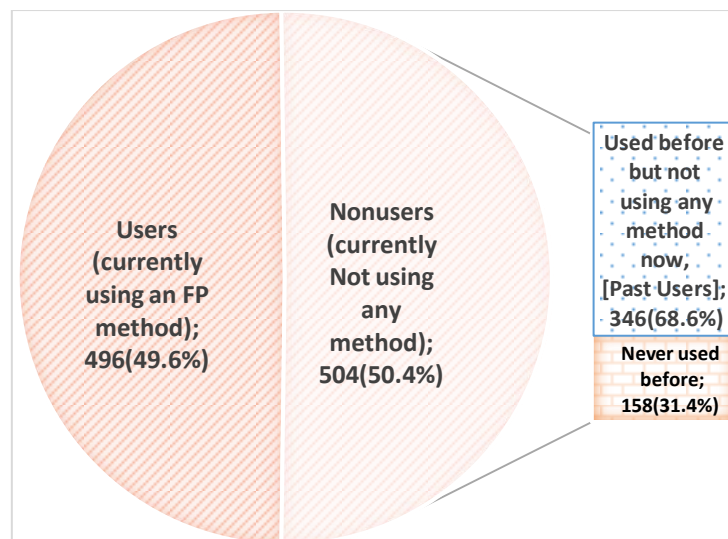 Users
(currently
using an FP
method);
496(49.6%)
Nonusers
(currently
Not using
any
method);
504(50.4%)
Used before
but not
using any
method
now,
[Past Users];
346(68.6%)
Never used
before;
158(31.4%)